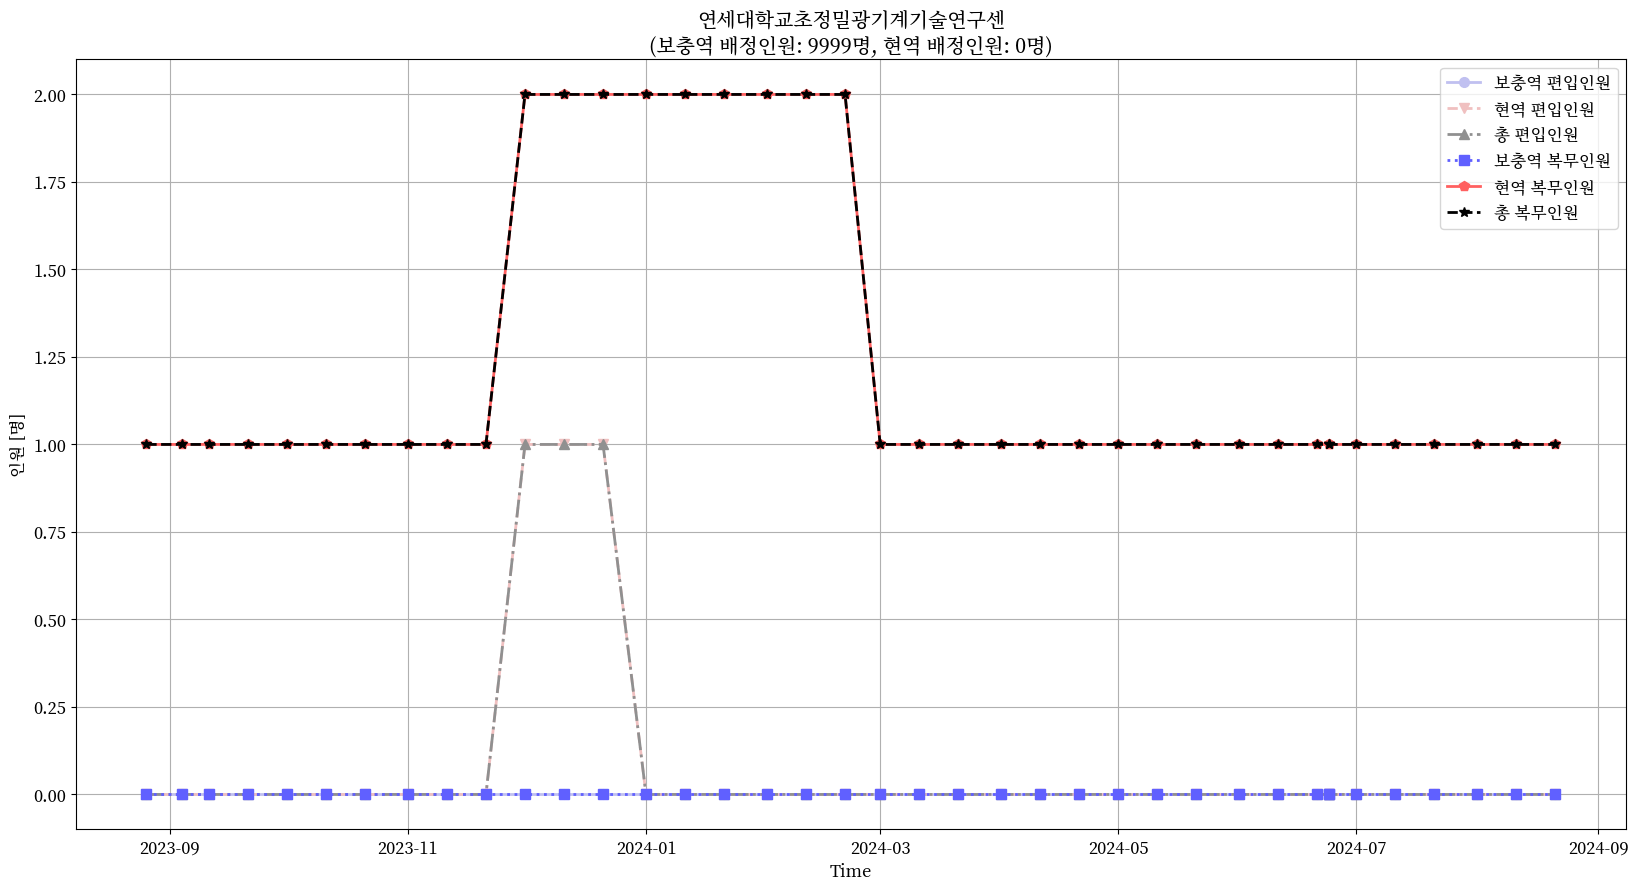 연세대학교초정밀광기계기술연구센
(보충역 배정인원: 9999명, 현역 배정인원: 0명)
보충역 편입인원
현역 편입인원
총 편입인원
보충역 복무인원
현역 복무인원
총 복무인원
인원 [명]
2.00
1.75
1.50
1.25
1.00
0.75
0.50
0.25
0.00
2023-09
2023-11
2024-01
2024-03
2024-05
2024-07
2024-09
Time